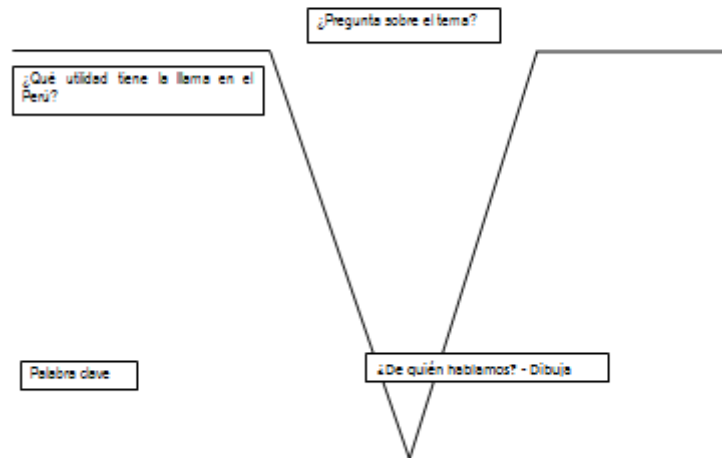 ¿Pregunta sobre el tema?
¿Qué utilidad tiene la llama en el
Perú?
Palabra clave
¿De quién hablamos? - Dibuja